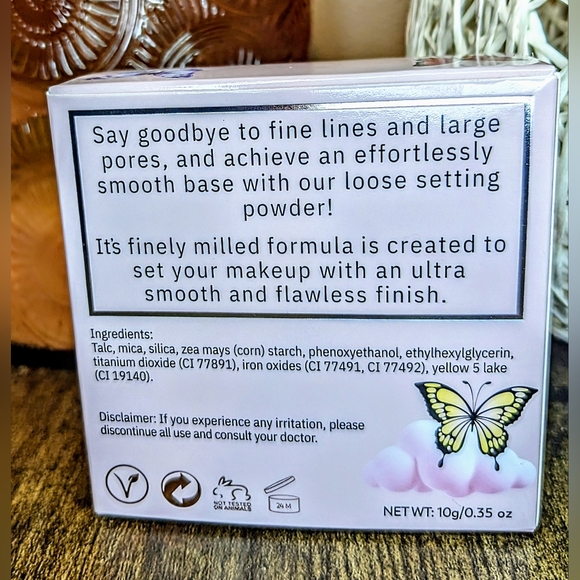 Say goodbye to fine lines and large
pores, and achieve an effortlessly
smooth base with our loose setting
powder!
It's finely milled formula is created to
set your makeup with an ultra
smooth and flawless finish.
Ingredients:
Talc, mica, silica, zea mays (corn) starch, phenoxyethanol, ethylhexylglycerin,
titanium dioxide (CI 77891), iron oxides (CI 77491, CI 77492), yellow 5 lake
(CI 19140).
Disclaimer: If you experience any irritation, please
discontinue all use and consult your doctor.
NOT TESTED
ON ANIMALS
24 M
NET WT: 10g/0.35 oz